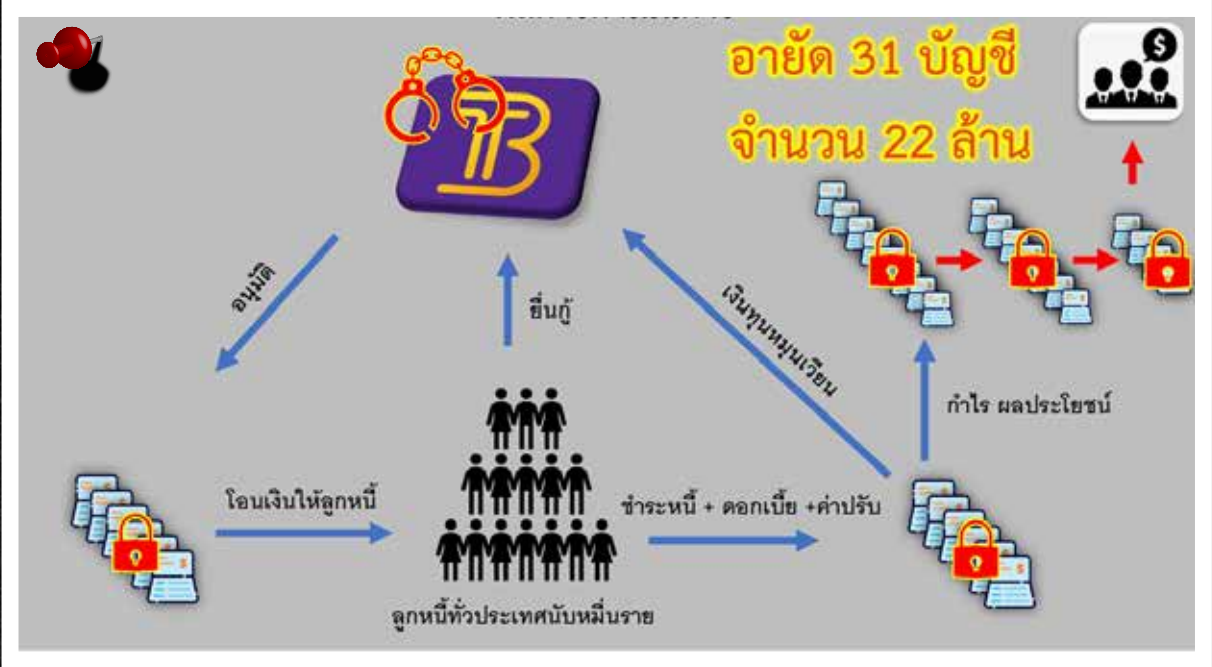 อายัด 31 บัญชี
จำนวน 22 ล้าน
อนุมัติ
ยื่นกู้
เงินทุนหมุนเวียน
กำไร ผลประโยชน์
โอนเงินให้ลูกหนี้
ชำระหนี้ + ดอกเบี้ย +ค่าปรับ
ลูกหนี้ทั่วประเทศนับหมื่นราย